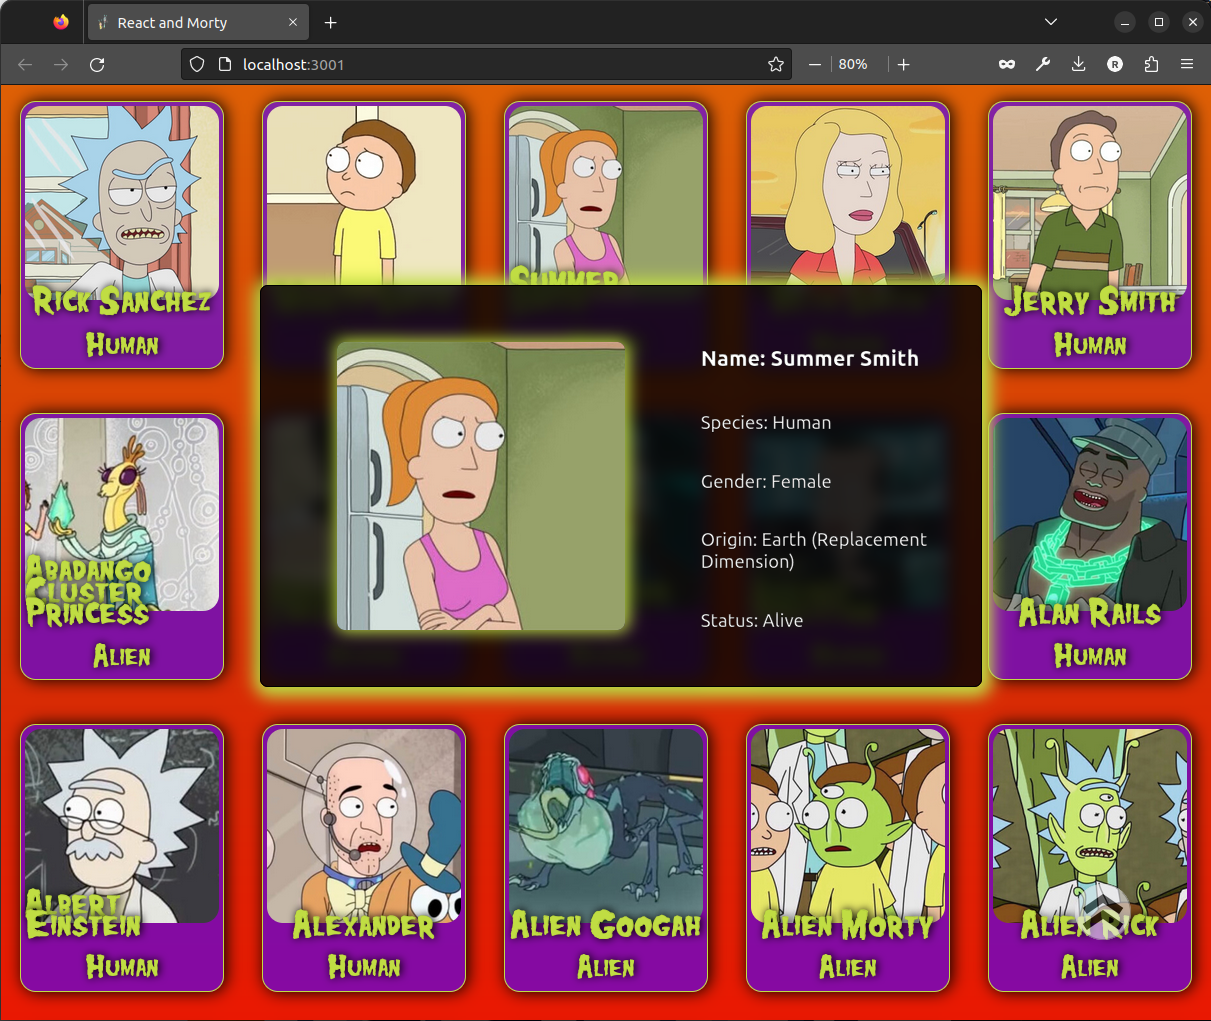 React and Morty
localhost:3001
80%
R
Rick Sanchez
Human
Summer
Jerry Smith
Human
Name: Summer Smith
Species: Human
Gender: Female
Origin: Earth (Replacement
Dimension)
Status: Alive
Abadango
Cluster
Princess
Alien
Alan Rails
Human
Albert
Einstein
Human
Alexander
Human
Alien Googah
Alien
Alien Morty
Alien
Alien Rick
Alien